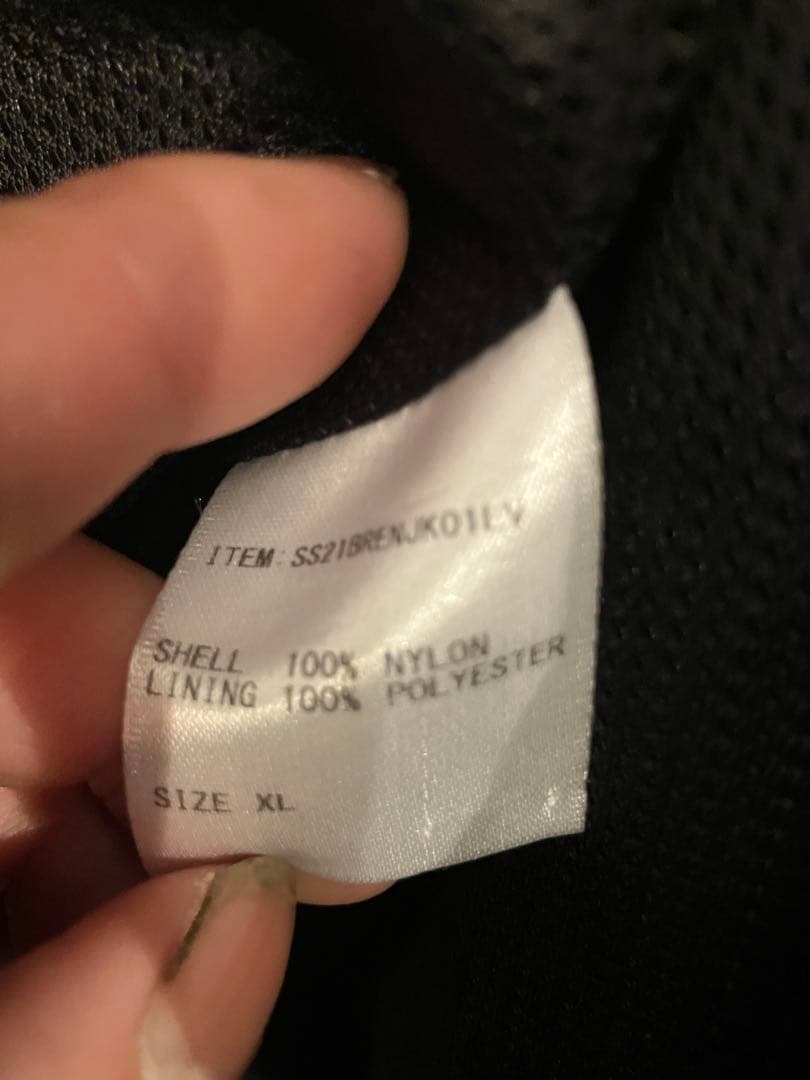 ITEM:SS21BRENJK01LV
SHELL 100% NYLON
LINING 100% POLYESTER
SIZE XL